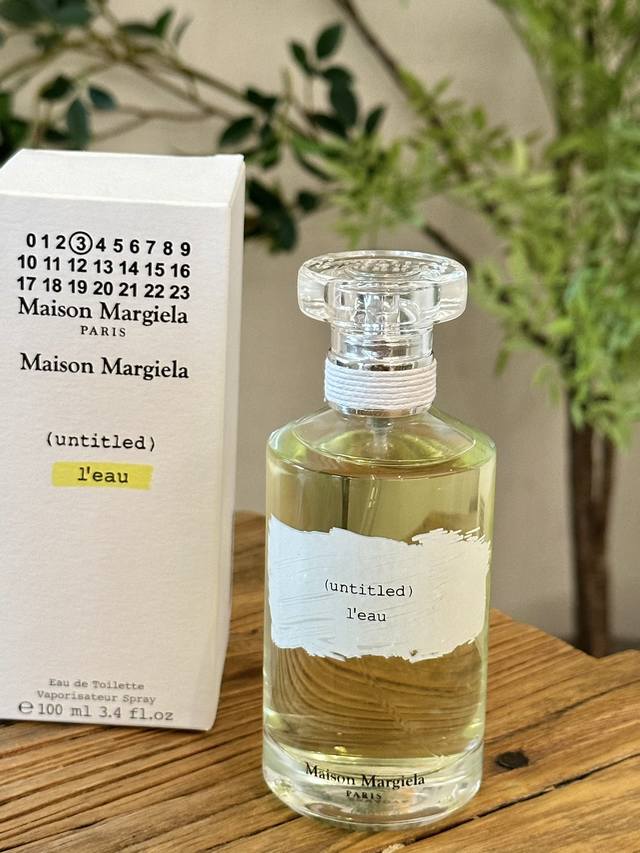 0 1 2 3 4 5 6 7 8 9
10 11 12 13 14 15 16
17 18 19 20 21 22 23
Maison Margiela
PARIS
Maison Margiela
(untitled)
l'eau
Eau de Toilette
Vaporisateur Spray
℮ 100 ml 3.4 fl.oz
(untitled)
l'eau
Maison Margiela
PARIS